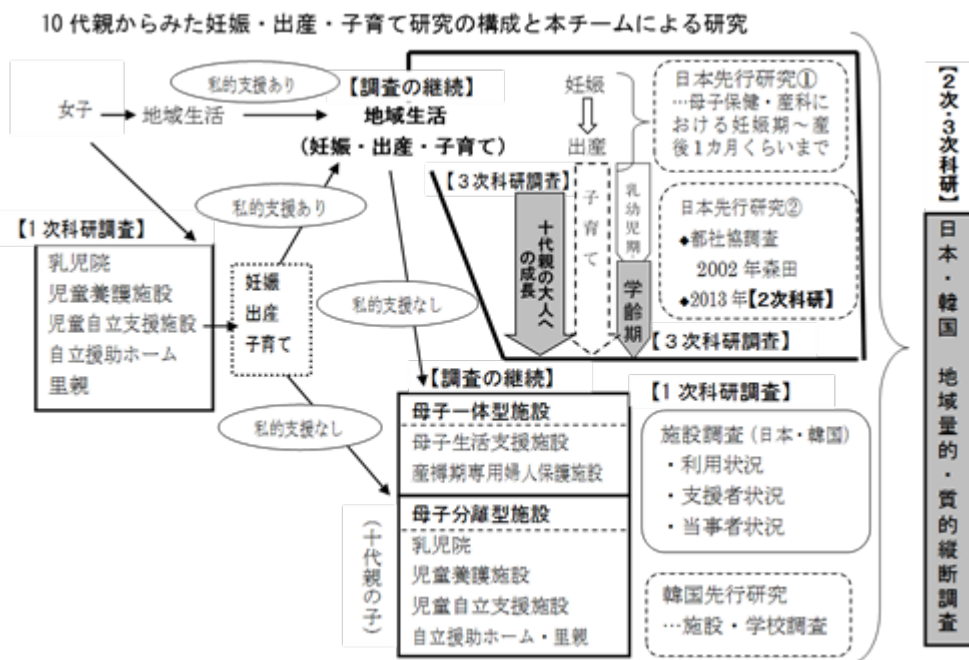 10代親からみた妊娠・出産・子育て研究の構成と本チームによる研究
女子
地域生活
私的支援あり
【調査の継続】
地域生活
(妊娠・出産・子育て)
私的支援あり
【1次科研調査】
乳児院
児童養護施設
児童自立支援施設
自立援助ホーム
里親
妊娠
出産
子育て
私的支援なし
私的支援なし
妊娠
出産
【3次科研調査】
十代親の大人への成長
子育て
乳幼児期
学齢期
【3次科研調査】
日本先行研究①
…母子保健・産科に
おける妊娠期～産
後1カ月くらいまで
日本先行研究②
◆都社協調査
2002年森田
◆2013年【2次科研】
【調査の継続】
母子一体型施設
母子生活支援施設
産褥期専用婦人保護施設
母子分離型施設
乳児院
児童養護施設
児童自立支援施設
自立援助ホーム・里親
(十代親の子)
【1次科研調査】
施設調査(日本・韓国)
・利用状況
・支援者状況
・当事者状況
韓国先行研究
…施設・学校調査
【2次・3次科研】
日本・韓国 地域量的・質的縦断調査